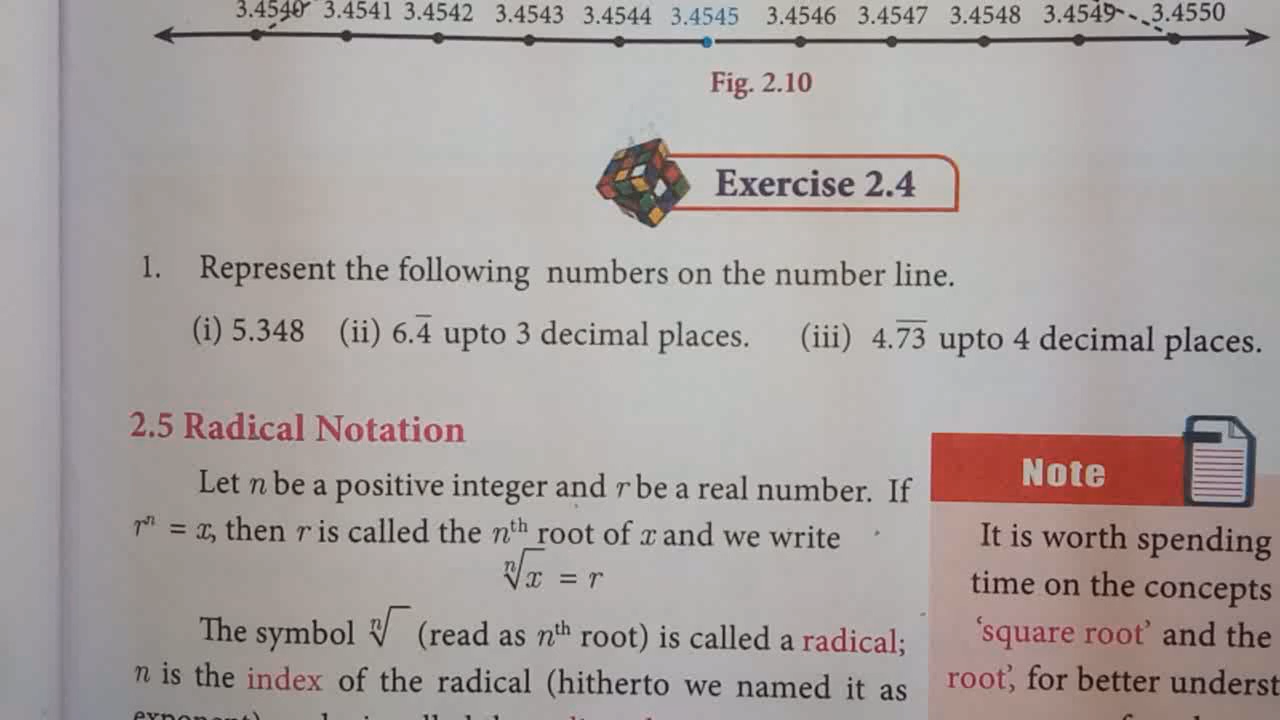 3.4540 3.4541 3.4542 3.4543 3.4544 3.4545 3.4546 3.4547 3.4548 3.4549 3.4550
Fig. 2.10
Exercise 2.4
1. Represent the following numbers on the number line.
(i) 5.348 (ii) 6.4̅ upto 3 decimal places. (iii) 4.7̅3̅ upto 4 decimal places.
2.5 Radical Notation
Let n be a positive integer and r be a real number. If
rⁿ = x, then r is called the nᵗʰ root of x and we write
ⁿ√x = r
The symbol ⁿ√ (read as nᵗʰ root) is called a radical;
n is the index of the radical (hitherto we named it as
Note
It is worth spending
time on the concepts
‘square root’ and the
root’, for better underst